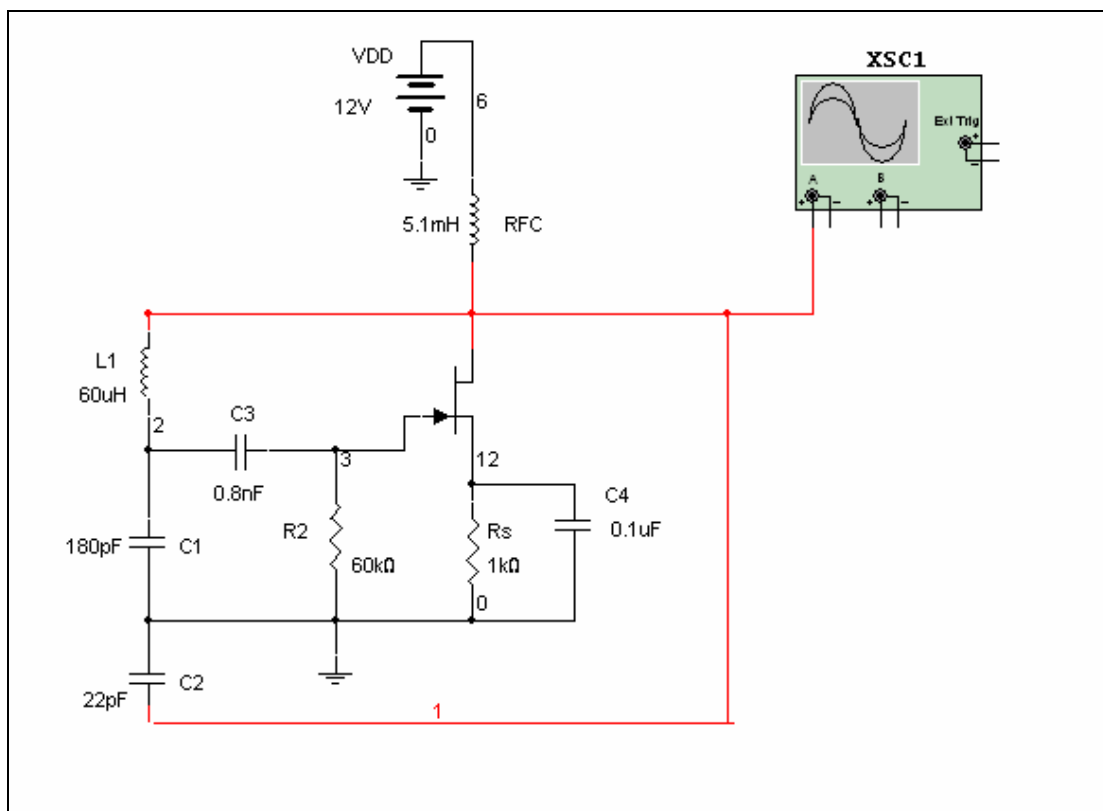 VDD
12V
0
6
XSC1
Ext Trig
+
-
A
B
+
-
+
-
5.1mH
RFC
L1
60uH
2
C3
0.8nF
3
12
C4
0.1uF
R2
60kΩ
Rs
1kΩ
0
180pF
C1
C2
22pF
1